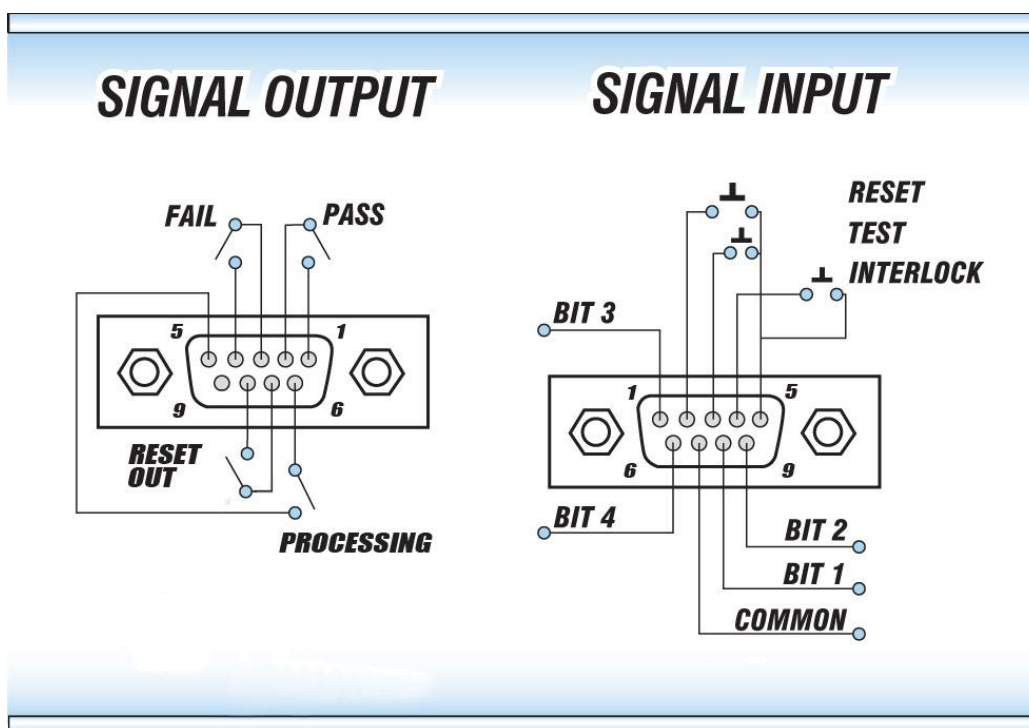 SIGNAL OUTPUT
FAIL
PASS
5
1
9
6
RESET
OUT
PROCESSING
SIGNAL INPUT
RESET
TEST
INTERLOCK
BIT 3
1
5
6
9
BIT 4
BIT 2
BIT 1
COMMON